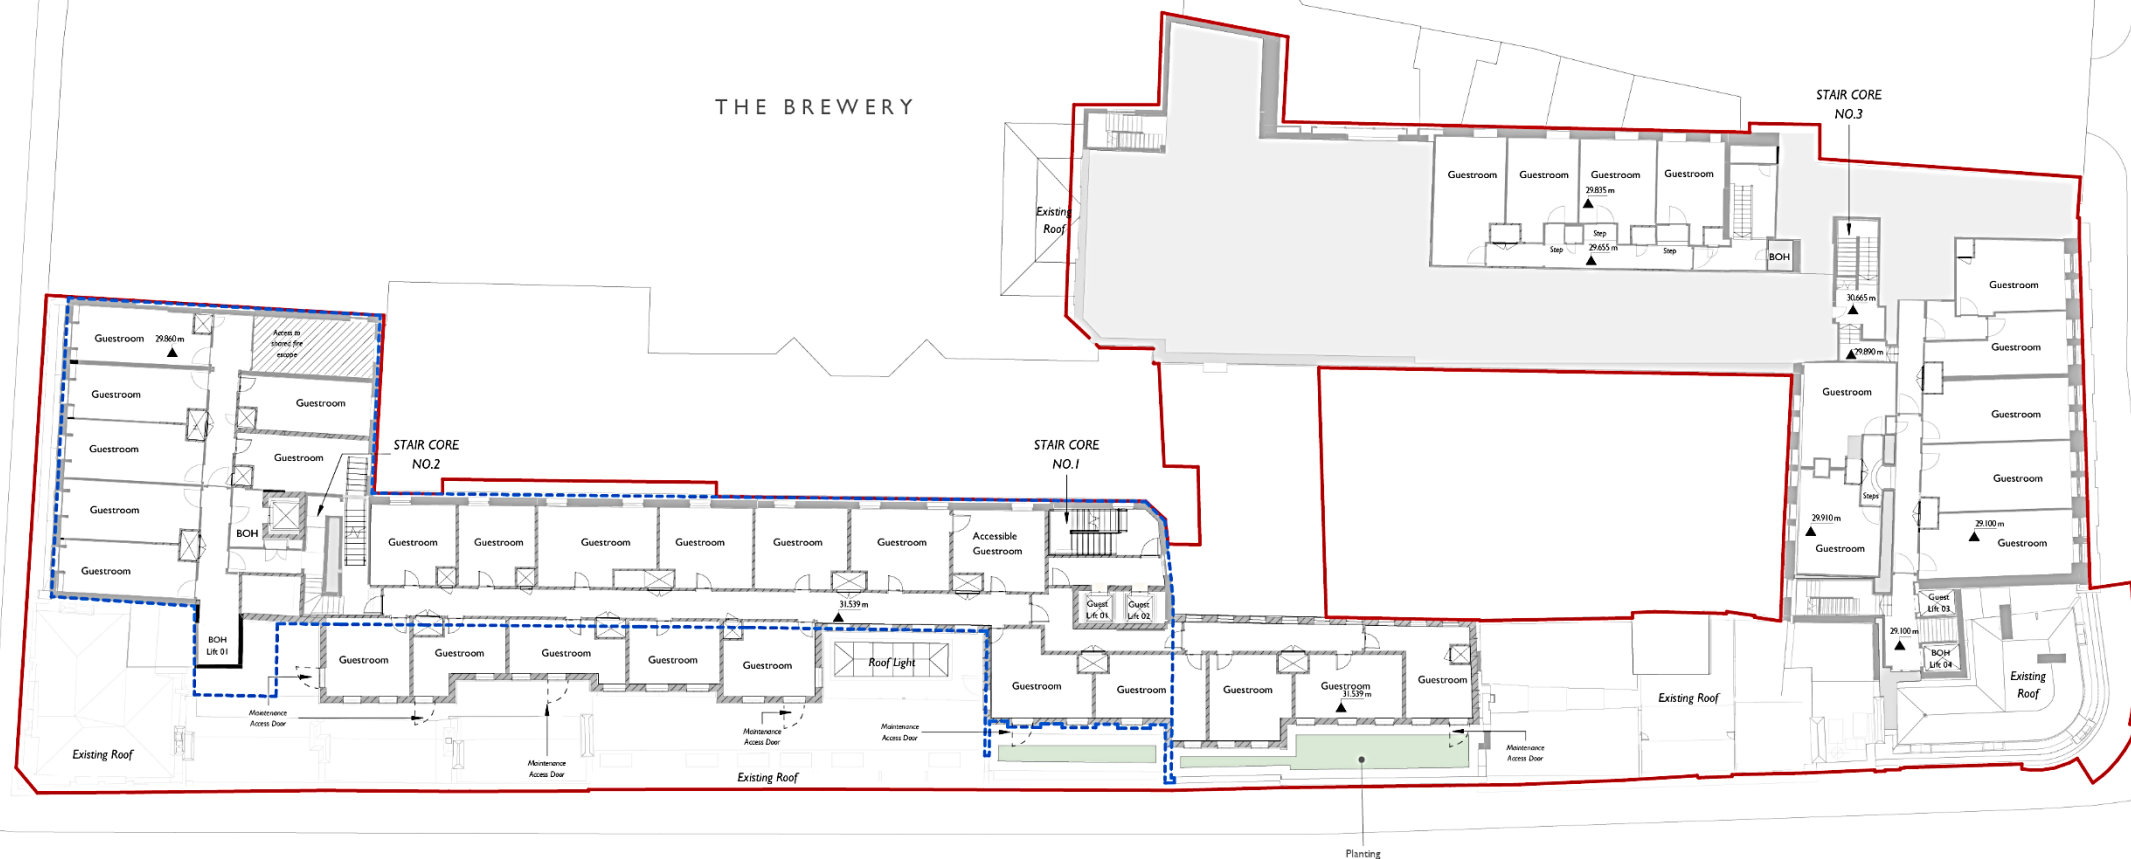 THE BREWERY
STAIR CORE
NO.3
Guestroom
Guestroom
Guestroom
Guestroom
29.835 m
Existing
Roof
Step
Step
29.655 m
Step
BOH
Guestroom
30.665 m
29.890 m
Guestroom
Guestroom
Guestroom
Guestroom
Steps
29.910 m
Guestroom
29.100 m
Guestroom
Guest
Lift 03
29.100 m
BOH
Lift 04
Existing
Roof
Existing Roof
Guestroom
29.860 m
Access to
shared fire
escape
Guestroom
Guestroom
Guestroom
Guestroom
Guestroom
Guestroom
BOH
STAIR CORE
NO.2
STAIR CORE
NO.1
Guestroom
Guestroom
Guestroom
Guestroom
Guestroom
Guestroom
Accessible
Guestroom
31.539 m
Guest
Lift 01
Guest
Lift 02
BOH
Lift 01
Guestroom
Guestroom
Guestroom
Guestroom
Guestroom
Roof Light
Guestroom
Guestroom
Guestroom
Guestroom
31.539 m
Guestroom
Maintenance
Access Door
Maintenance
Access Door
Maintenance
Access Door
Maintenance
Access Door
Maintenance
Access Door
Existing Roof
Existing Roof
Planting